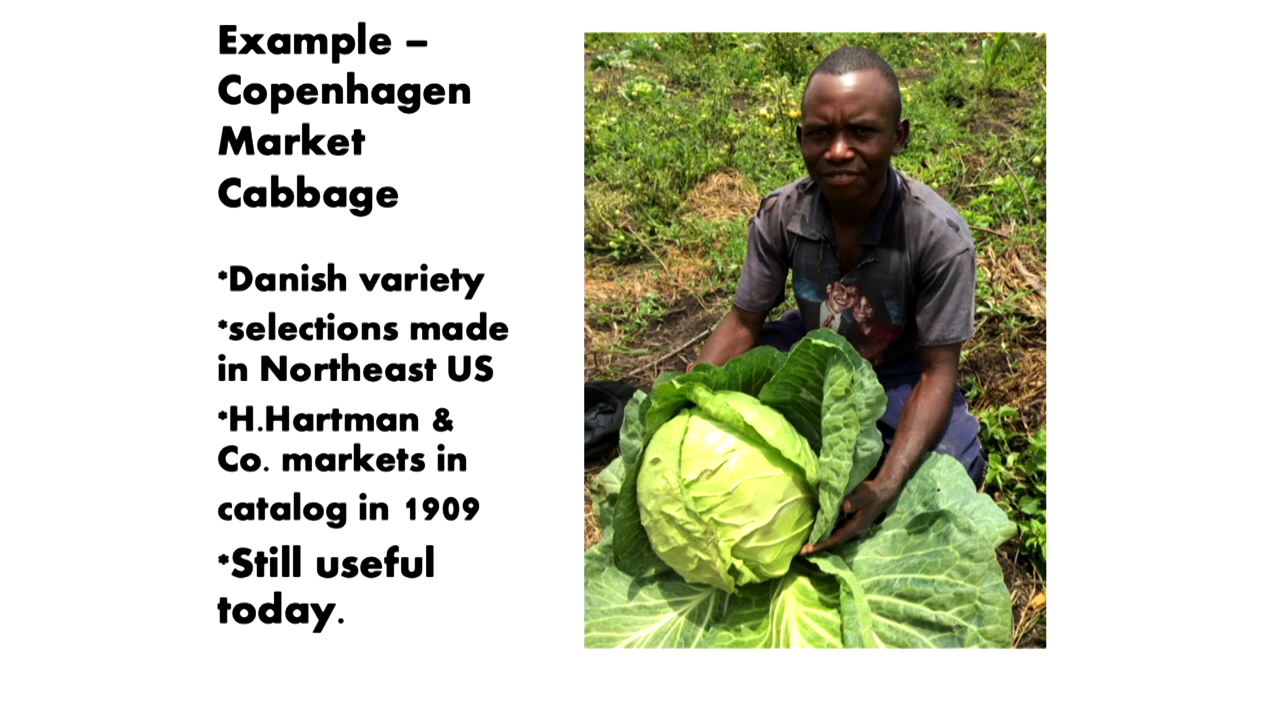 Example –
Copenhagen
Market
Cabbage
*Danish variety
*selections made
in Northeast US
*H.Hartman &
Co. markets in
catalog in 1909
*Still useful
today.